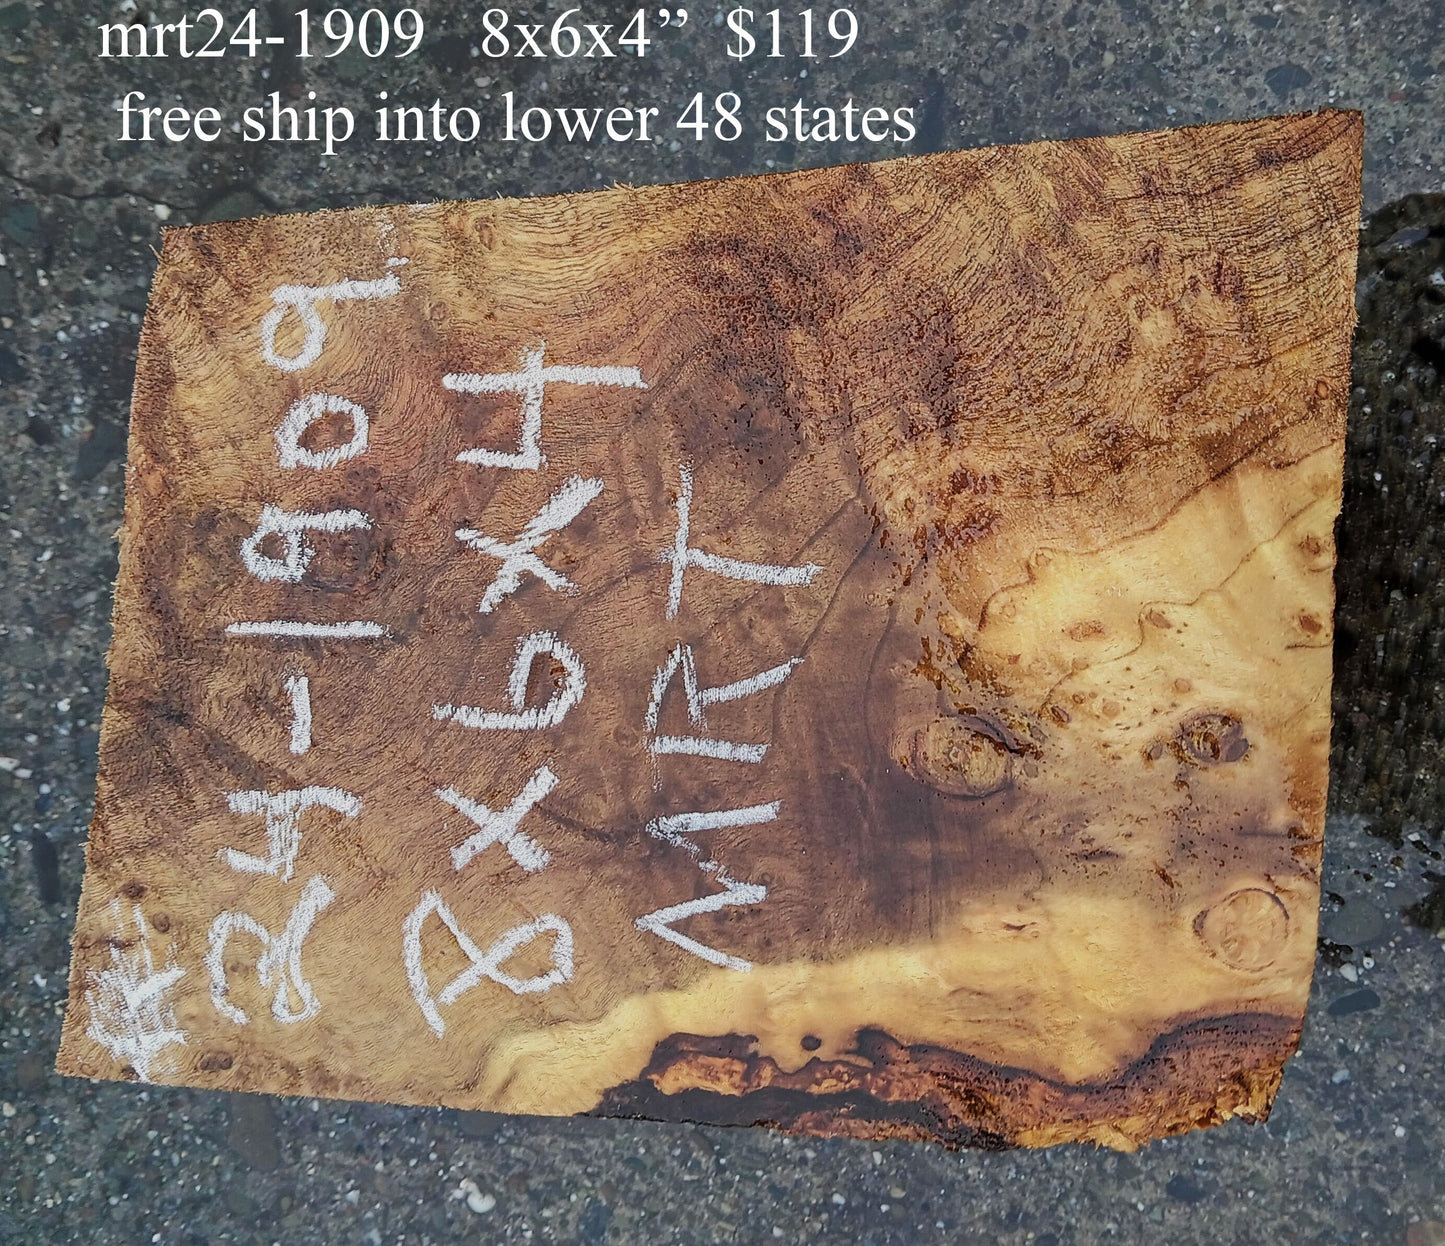 mrt24-1909 8x6x4” $119
free ship into lower 48 states
# 24-1909
8x6x4
MRT